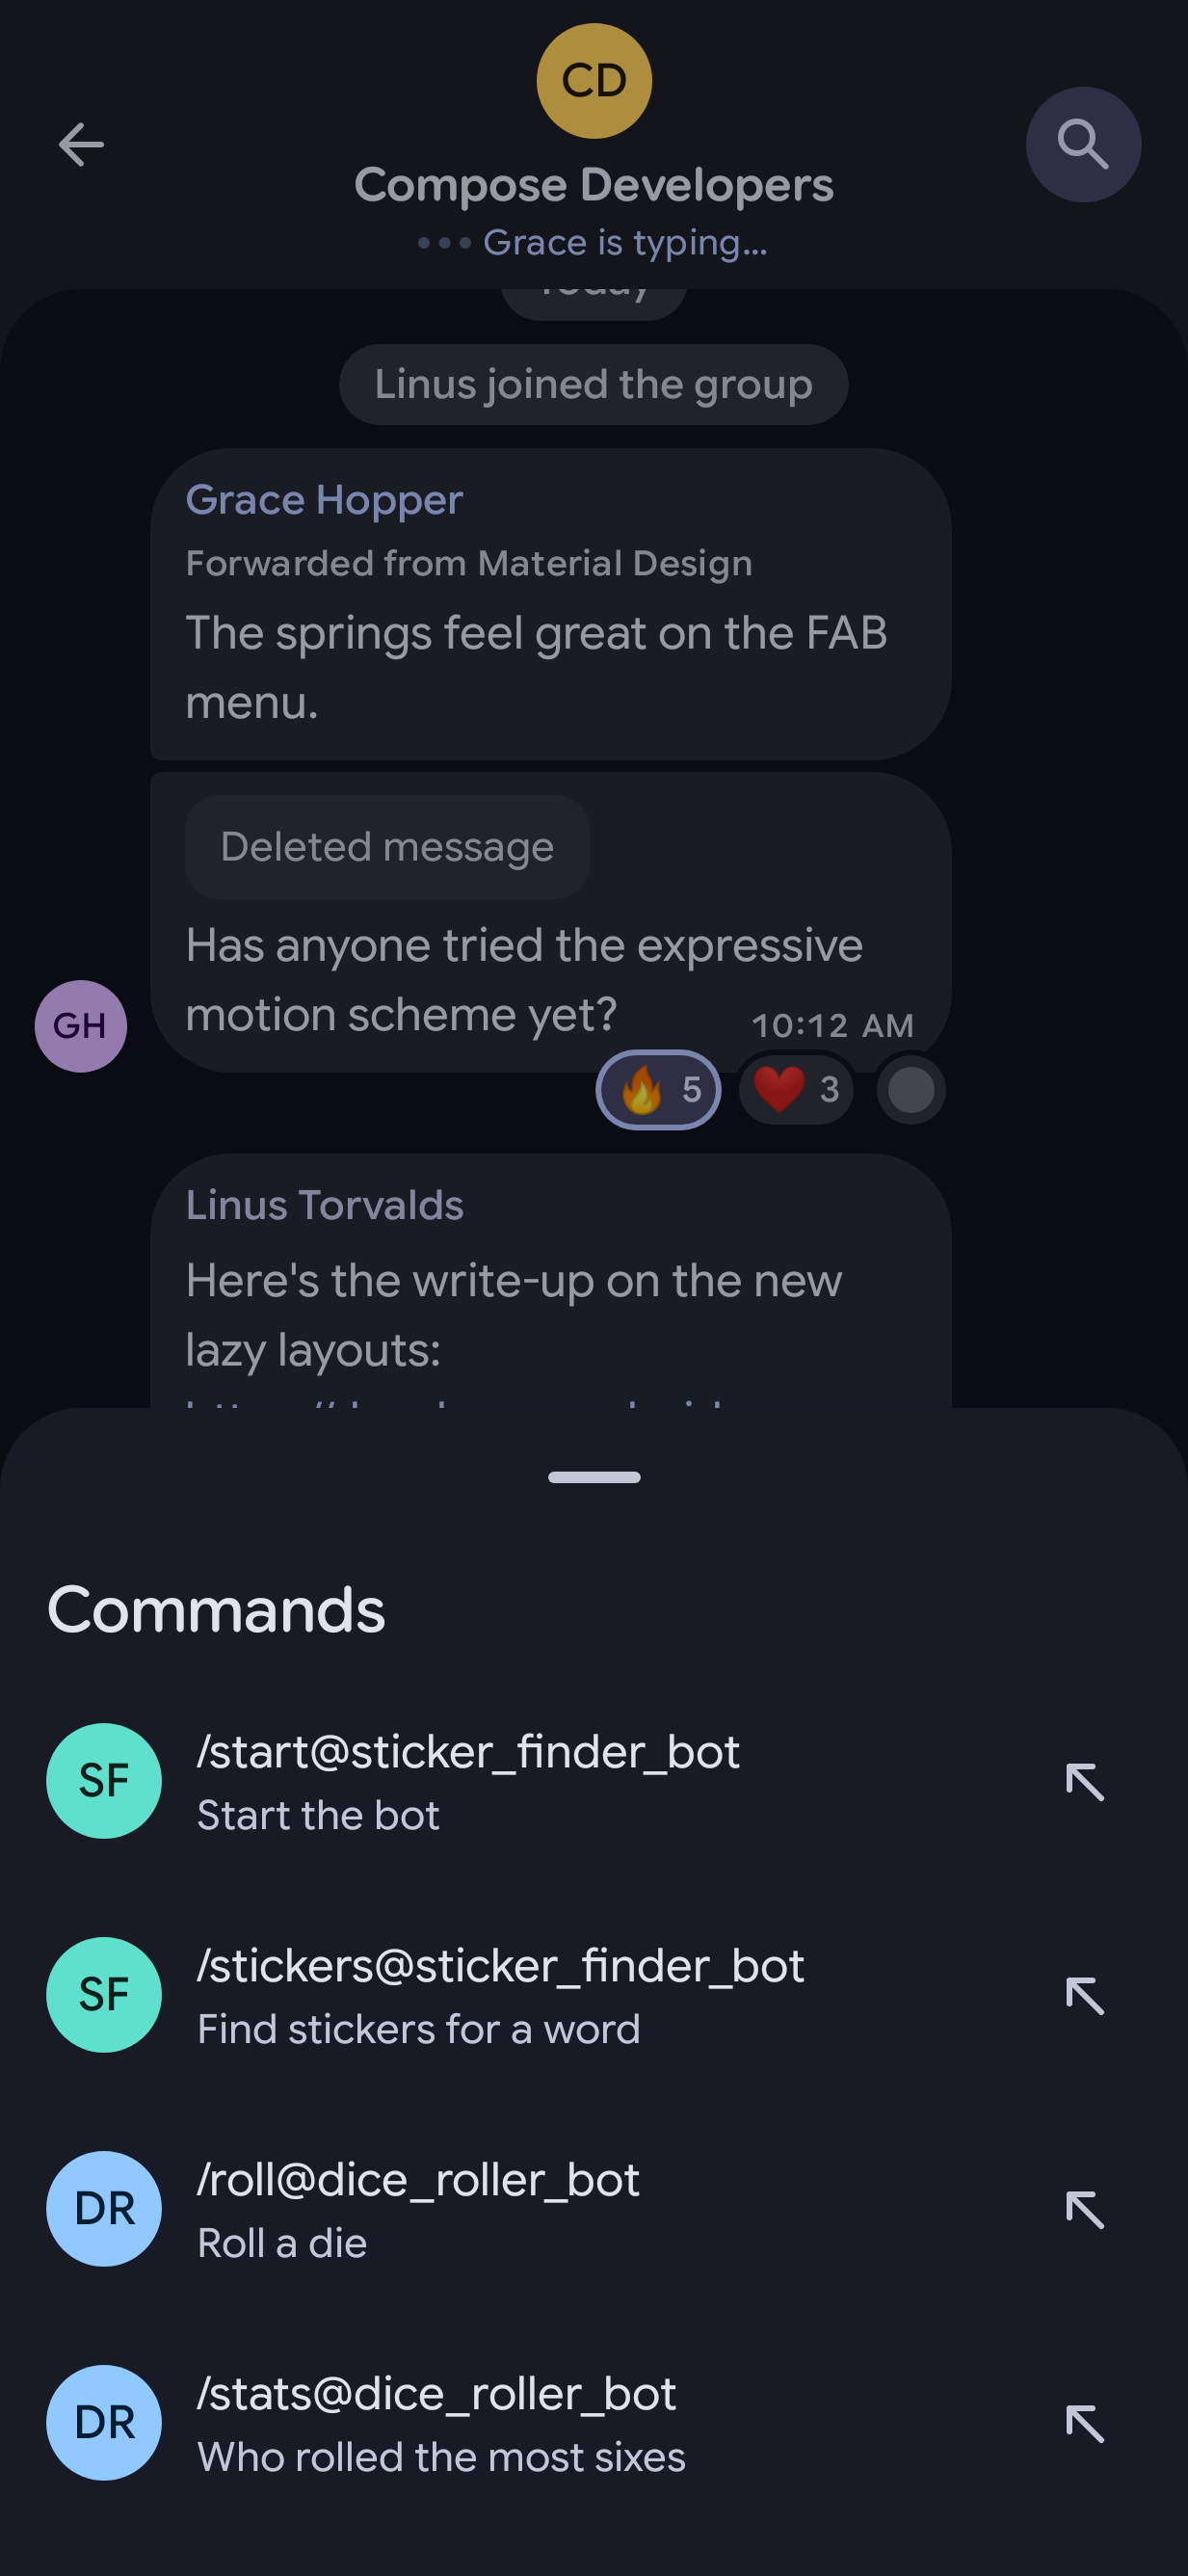 CD
Compose Developers
Grace is typing...
Today
Linus joined the group
Grace Hopper
Forwarded from Material Design
The springs feel great on the FAB
menu.
Deleted message
Has anyone tried the expressive
motion scheme yet?
10:12 AM
GH
5
3
Linus Torvalds
Here's the write-up on the new
lazy layouts:
Commands
SF
/start@sticker_finder_bot
Start the bot
SF
/stickers@sticker_finder_bot
Find stickers for a word
DR
/roll@dice_roller_bot
Roll a die
DR
/stats@dice_roller_bot
Who rolled the most sixes